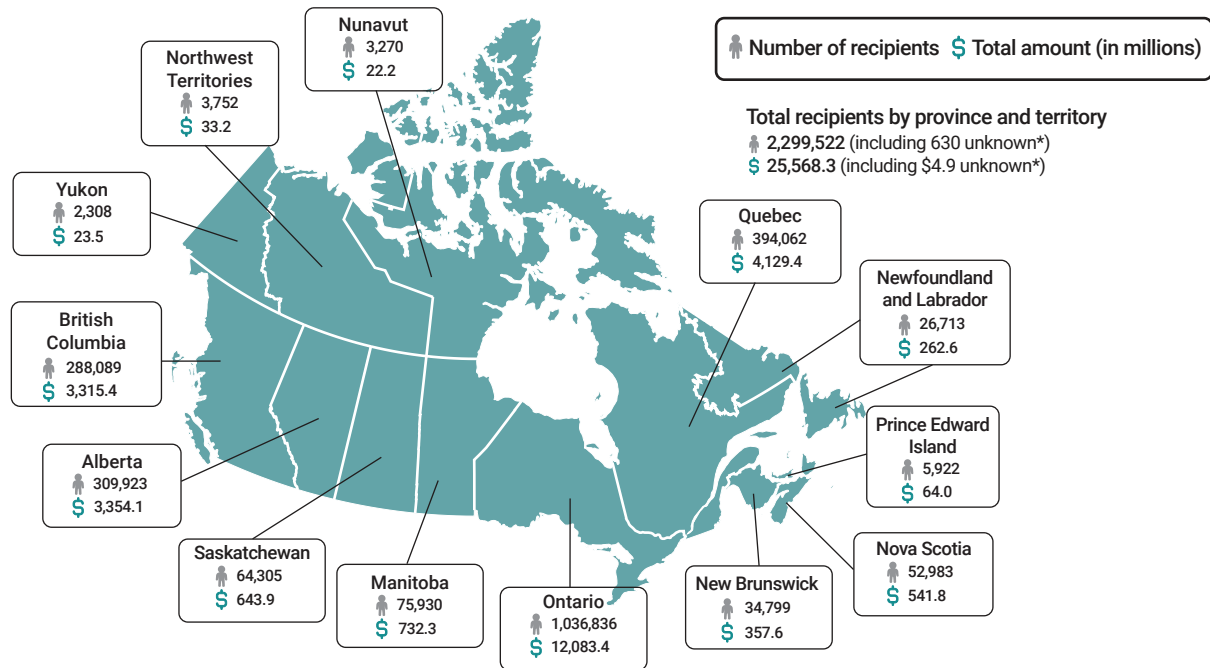 Number of recipients $ Total amount (in millions)
Total recipients by province and territory
2,299,522 (including 630 unknown*)
$ 25,568.3 (including $4.9 unknown*)
Nunavut
3,270
$ 22.2
Northwest
Territories
3,752
$ 33.2
Yukon
2,308
$ 23.5
British
Columbia
288,089
$ 3,315.4
Alberta
309,923
$ 3,354.1
Saskatchewan
64,305
$ 643.9
Manitoba
75,930
$ 732.3
Ontario
1,036,836
$ 12,083.4
Quebec
394,062
$ 4,129.4
Newfoundland
and Labrador
26,713
$ 262.6
Prince Edward
Island
5,922
$ 64.0
Nova Scotia
52,983
$ 541.8
New Brunswick
34,799
$ 357.6